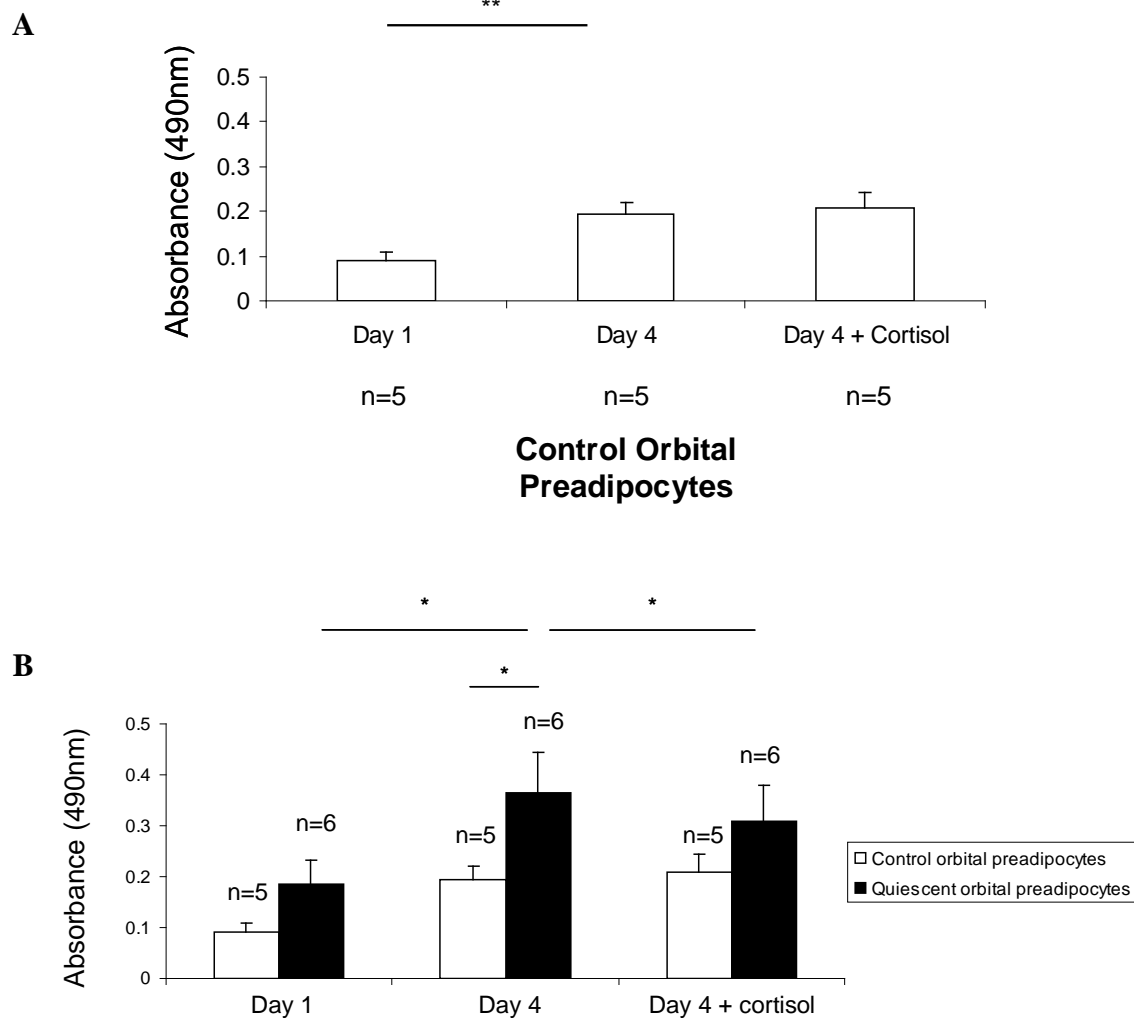 **
A
Absorbance (490nm)
0.5
0.4
0.3
0.2
0.1
0
Day 1
Day 4
Day 4 + Cortisol
n=5
n=5
n=5
Control Orbital
Preadipocytes
*
*
B
*
Absorbance (490nm)
0.5
0.4
0.3
0.2
0.1
0
n=5
n=6
n=5
n=6
n=5
n=6
Day 1
Day 4
Day 4 + cortisol
Control orbital preadipocytes
Quiescent orbital preadipocytes